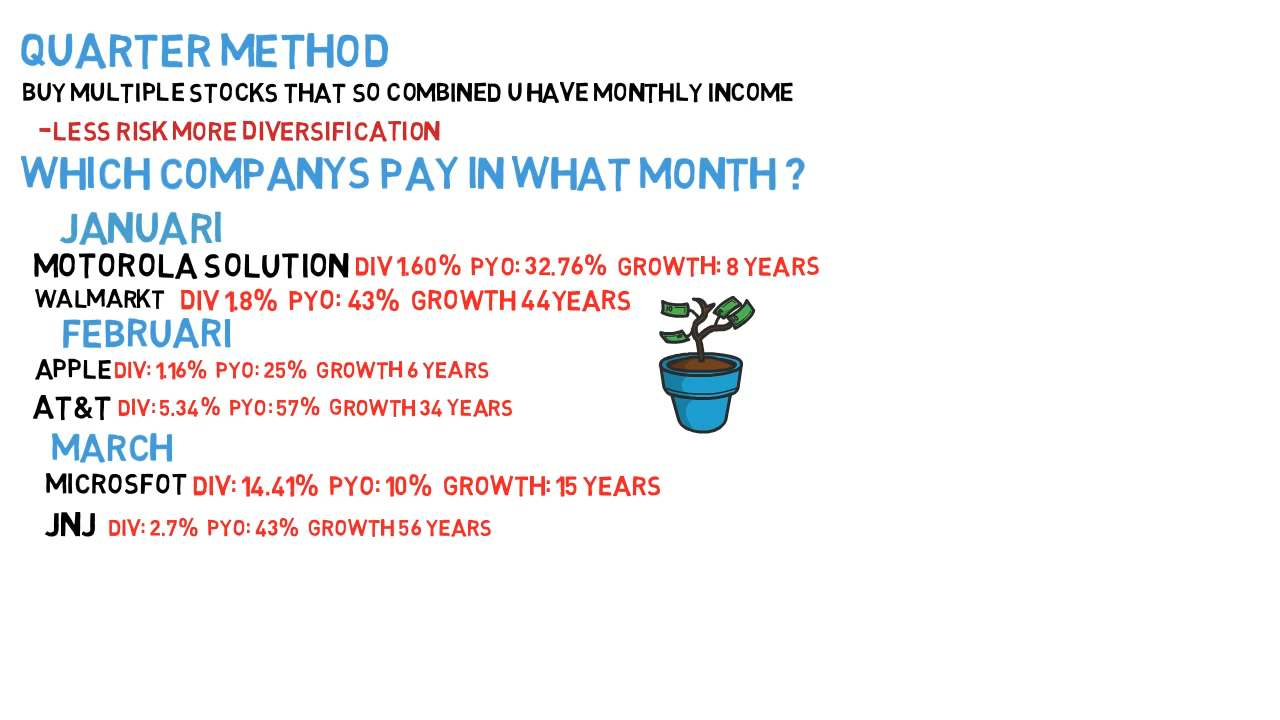 QUARTER METHOD
BUY MULTIPLE STOCKS THAT SO COMBINED U HAVE MONTHLY INCOME
-LESS RISK MORE DIVERSIFICATION
WHICH COMPANYS PAY IN WHAT MONTH ?
JANUARI
MOTOROLA SOLUTION DIV 1.60% PYO: 32.76% GROWTH: 8 YEARS
WALMARKT DIV 1.8% PYO: 43% GROWTH 44 YEARS
FEBRUARI
APPLE DIV: 1.16% PYO: 25% GROWTH 6 YEARS
AT&T DIV: 5.34% PYO: 57% GROWTH 34 YEARS
MARCH
MICROSFOT DIV: 14.41% PYO: 10% GROWTH: 15 YEARS
JNJ DIV: 2.7% PYO: 43% GROWTH 56 YEARS